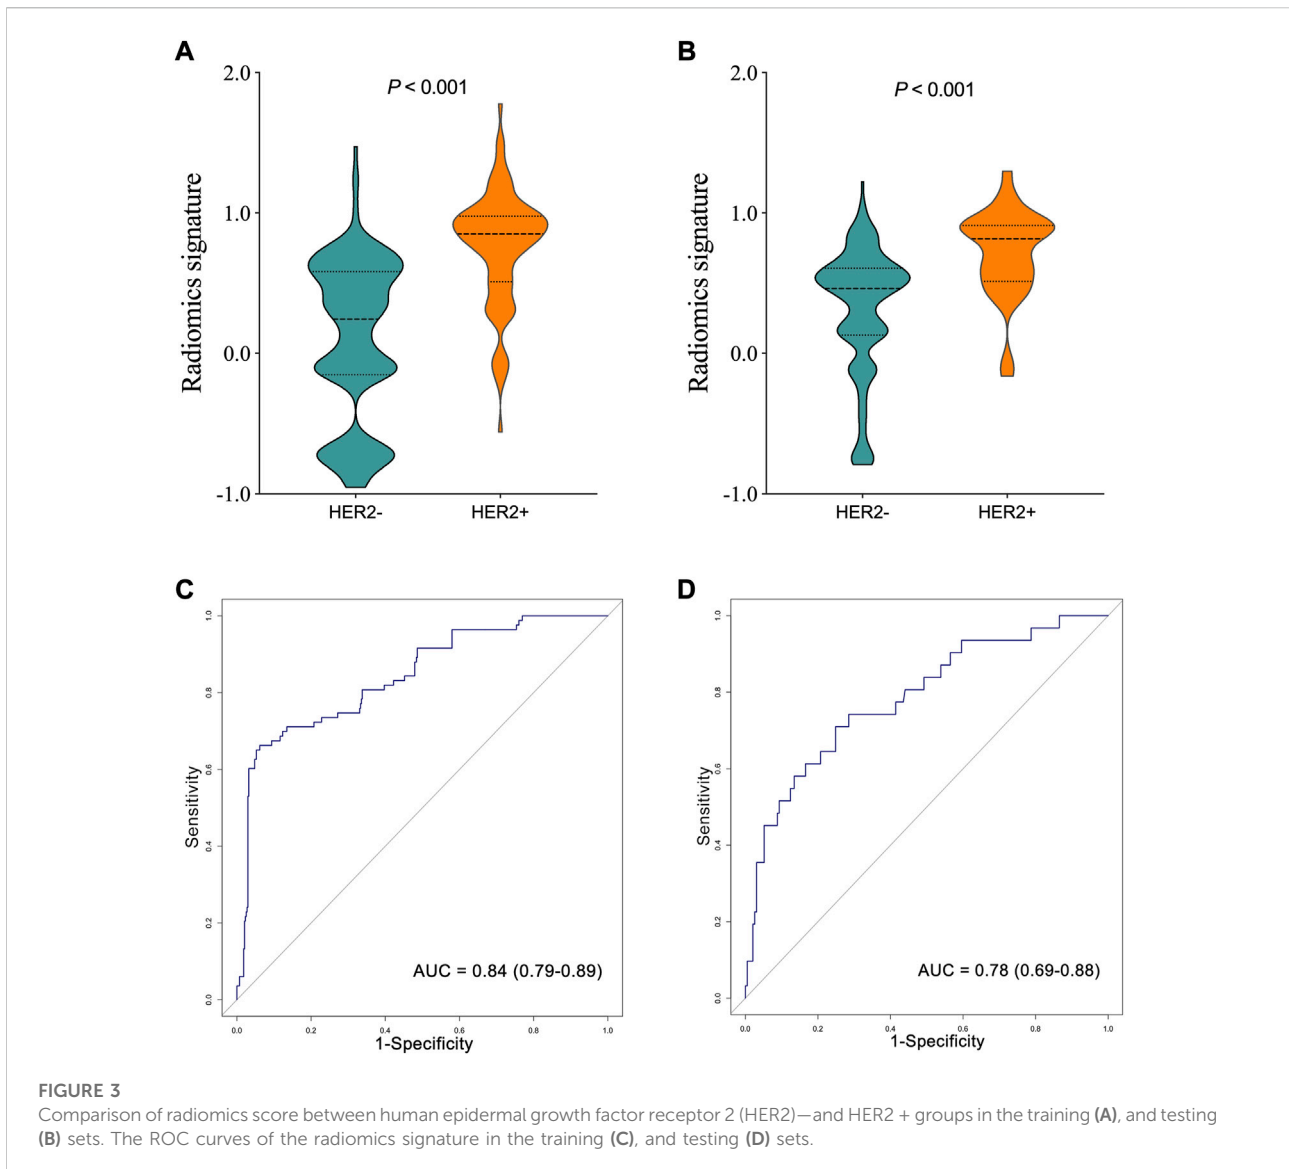 A
B
2.0
1.0
0.0
-1.0
Radiomics signature
P < 0.001
HER2-
HER2+
2.0
1.0
0.0
-1.0
Radiomics signature
P < 0.001
HER2-
HER2+
C
D
1.0
0.8
0.6
0.4
0.2
0.0
Sensitivity
AUC = 0.84 (0.79-0.89)
0.0 0.2 0.4 0.6 0.8 1.0
1-Specificity
1.0
0.8
0.6
0.4
0.2
0.0
Sensitivity
AUC = 0.78 (0.69-0.88)
0.0 0.2 0.4 0.6 0.8 1.0
1-Specificity
FIGURE 3
Comparison of radiomics score between human epidermal growth factor receptor 2 (HER2)—and HER2 + groups in the training (A), and testing
(B) sets. The ROC curves of the radiomics signature in the training (C), and testing (D) sets.